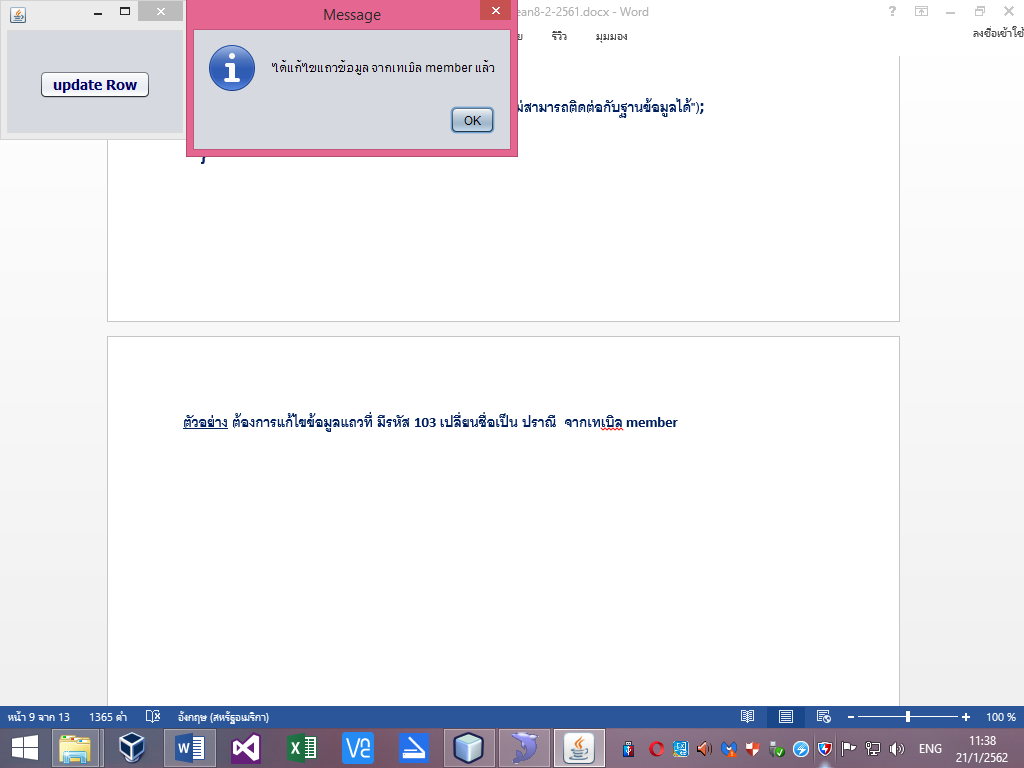 Message
ean8-2-2561.docx - Word
รีวิว
มุมมอง
ลงชื่อเข้าใช้
update Row
ได้แก้ไขแถวข้อมูล จากเทเบิล member แล้ว
OK
ม่สามารถติดต่อกับฐานข้อมูลได้");
}
ตัวอย่าง ต้องการแก้ไขข้อมูลแถวที่ มีรหัส 103 เปลี่ยนชื่อเป็น ปราณี จากเทเบิล member
หน้า 9 จาก 13 1365 คำ อังกฤษ (สหรัฐอเมริกา) 100 %
ENG
11:38
21/1/2562